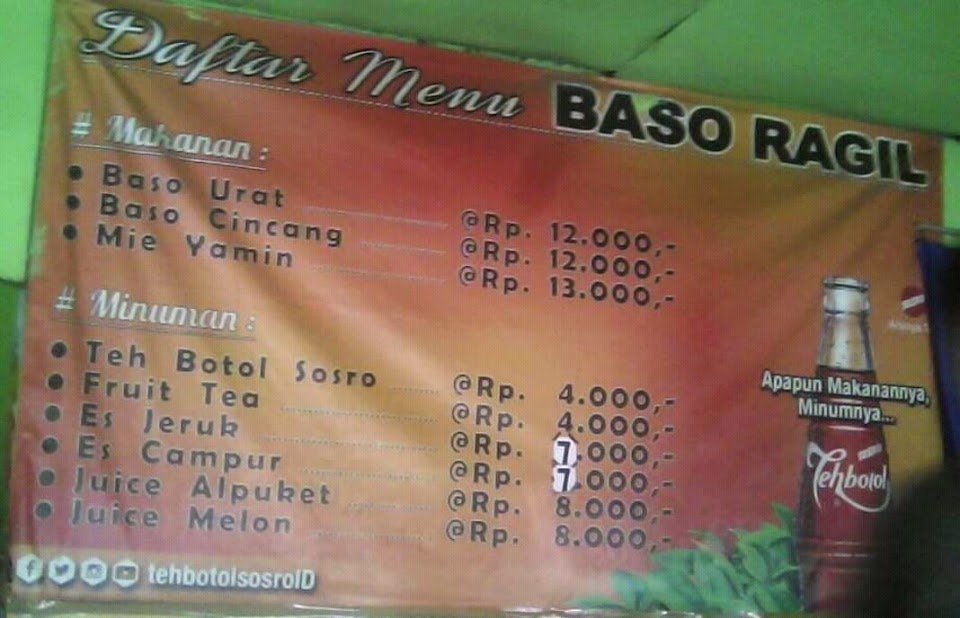 Daftar Menu BASO RAGIL
# Makanan :
• Baso Urat ........ @Rp. 12.000,-
• Baso Cincang ........ @Rp. 12.000,-
• Mie Yamin ........ @Rp. 13.000,-
# Minuman :
• Teh Botol Sosro ........ @Rp. 4.000,-
• Fruit Tea ........ @Rp. 4.000,-
• Es Jeruk ........ @Rp. 7.000,-
• Es Campur ........ @Rp. 7.000,-
• Juice Alpuket ........ @Rp. 8.000,-
• Juice Melon ........ @Rp. 8.000,-
Apapun Makanannya,
Minumnya...
Tehbotol
tehbotolsosroID